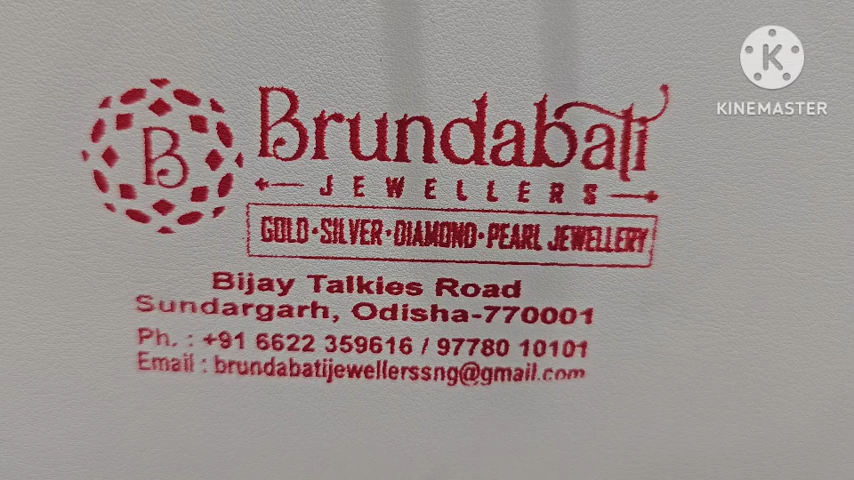 KINEMASTER
B
Brundabati
JEWELLERS
GOLD•SILVER•DIAMOND•PEARL JEWELLERY
Bijay Talkies Road
Sundargarh, Odisha-770001
Ph. : +91 6622 359616 / 97780 10101
Email : brundabatijewellerssng@gmail.com